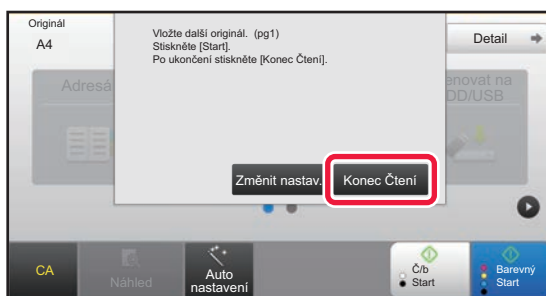 Originál
A4
Vložte další originál. (pg1)
Stiskněte [Start].
Po ukončení stiskněte [Konec Čtení].
Detail
Adresá
enovat na
DD/USB
Změnit nastav.
Konec Čtení
CA
Náhled
Auto
nastavení
Č/b
Start
Barevný
Start